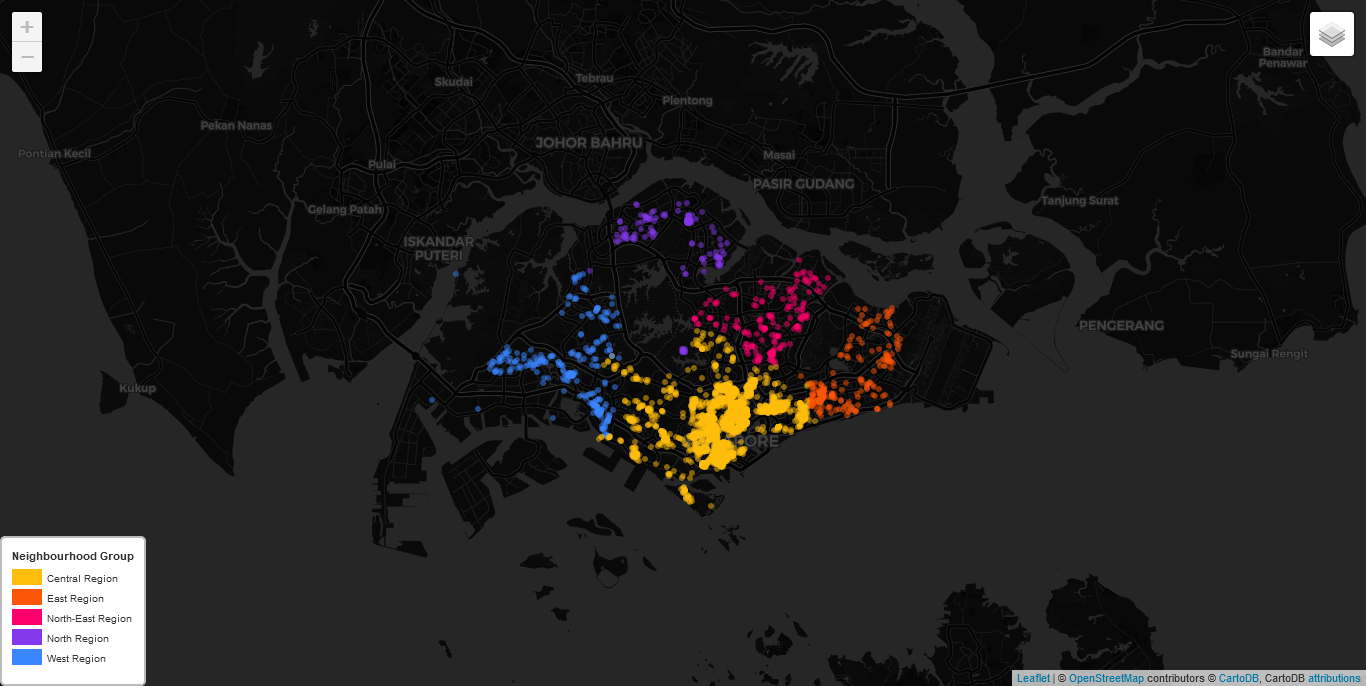 +
−
Bandar
Penawar
Tebrau
Skudai
Plentong
Pekan Nanas
JOHOR BAHRU
Pontian Kecil
Masai
Pulai
PASIR GUDANG
Tanjung Surat
Gelang Patah
ISKANDAR
PUTERI
PENGERANG
Sungai Rengit
Kukup
PORE
Neighbourhood Group
Central Region
East Region
North-East Region
North Region
West Region
Leaflet | © OpenStreetMap contributors © CartoDB, CartoDB attributions